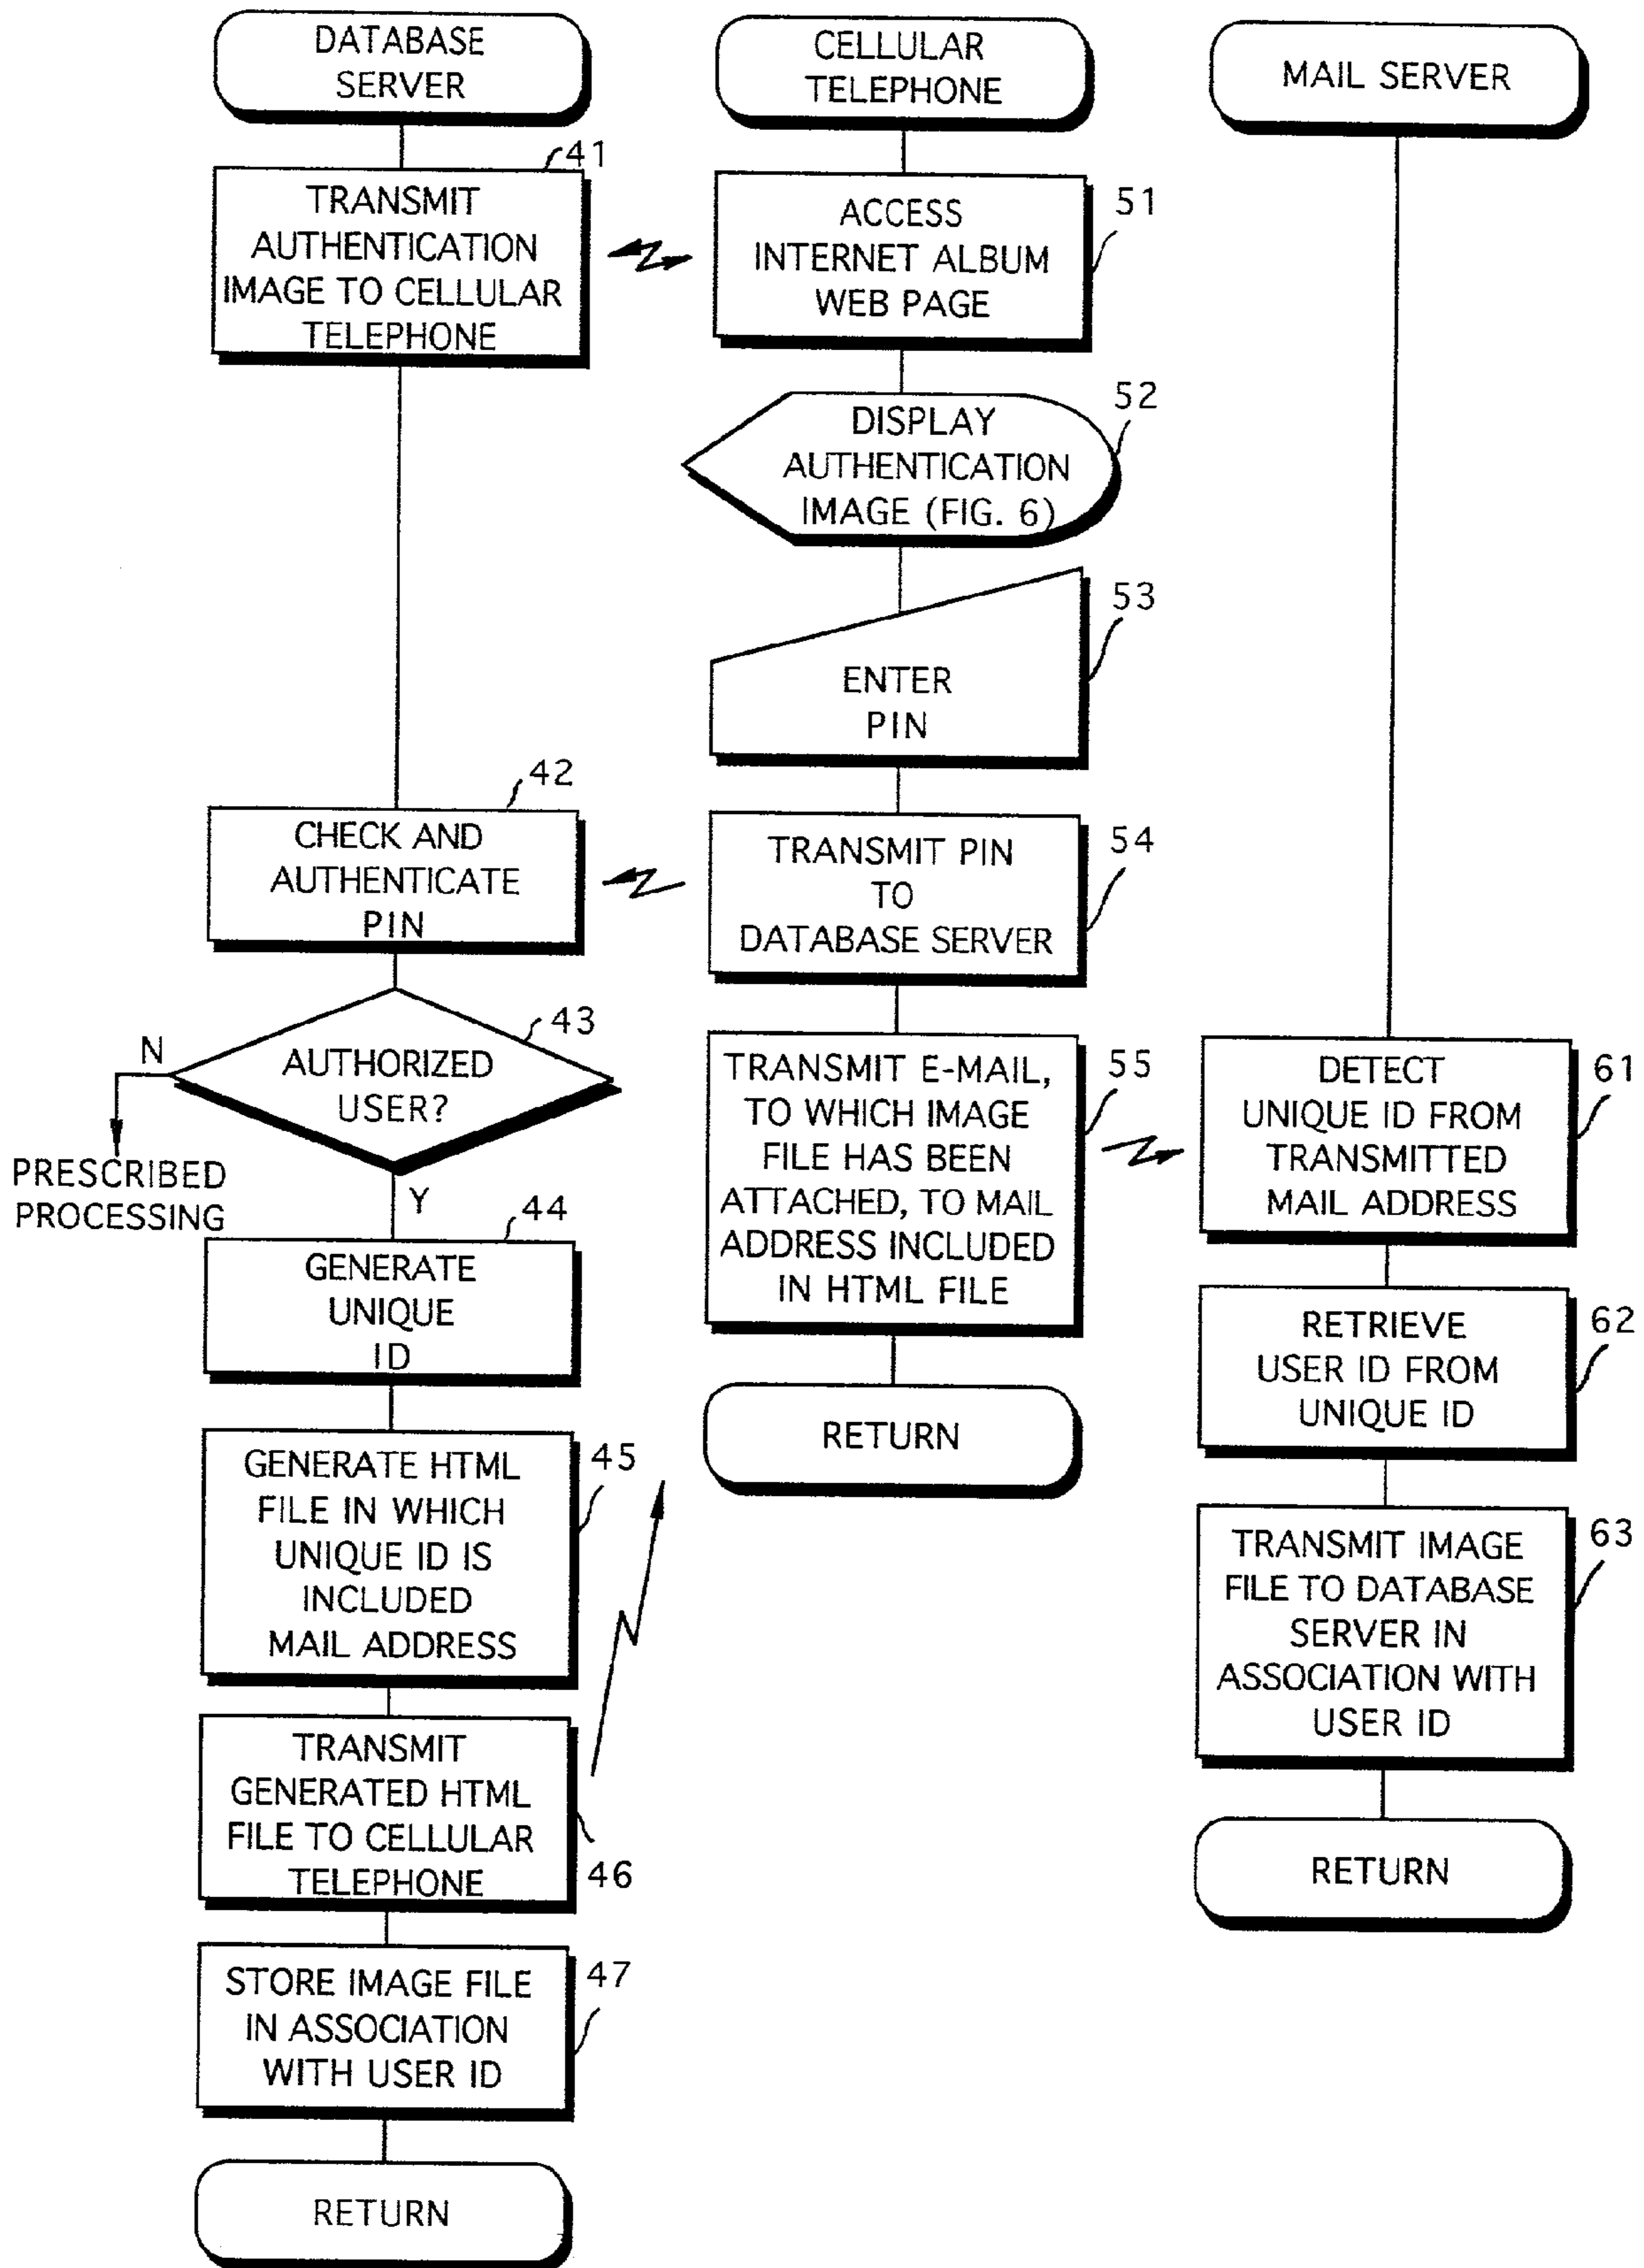 DATABASE
SERVER
41
TRANSMIT
AUTHENTICATION
IMAGE TO CELLULAR
TELEPHONE
42
CHECK AND
AUTHENTICATE
PIN
43
AUTHORIZED
USER?
N
PRESCRIBED
PROCESSING
Y
44
GENERATE
UNIQUE
ID
45
GENERATE HTML
FILE IN WHICH
UNIQUE ID IS
INCLUDED
MAIL ADDRESS
TRANSMIT
GENERATED HTML
FILE TO CELLULAR
TELEPHONE
46
47
STORE IMAGE FILE
IN ASSOCIATION
WITH USER ID
RETURN
CELLULAR
TELEPHONE
51
ACCESS
INTERNET ALBUM
WEB PAGE
52
DISPLAY
AUTHENTICATION
IMAGE (FIG. 6)
53
ENTER
PIN
54
TRANSMIT PIN
TO
DATABASE SERVER
55
TRANSMIT E-MAIL,
TO WHICH IMAGE
FILE HAS BEEN
ATTACHED, TO MAIL
ADDRESS INCLUDED
IN HTML FILE
RETURN
MAIL SERVER
61
DETECT
UNIQUE ID FROM
TRANSMITTED
MAIL ADDRESS
62
RETRIEVE
USER ID FROM
UNIQUE ID
63
TRANSMIT IMAGE
FILE TO DATABASE
SERVER IN
ASSOCIATION WITH
USER ID
RETURN